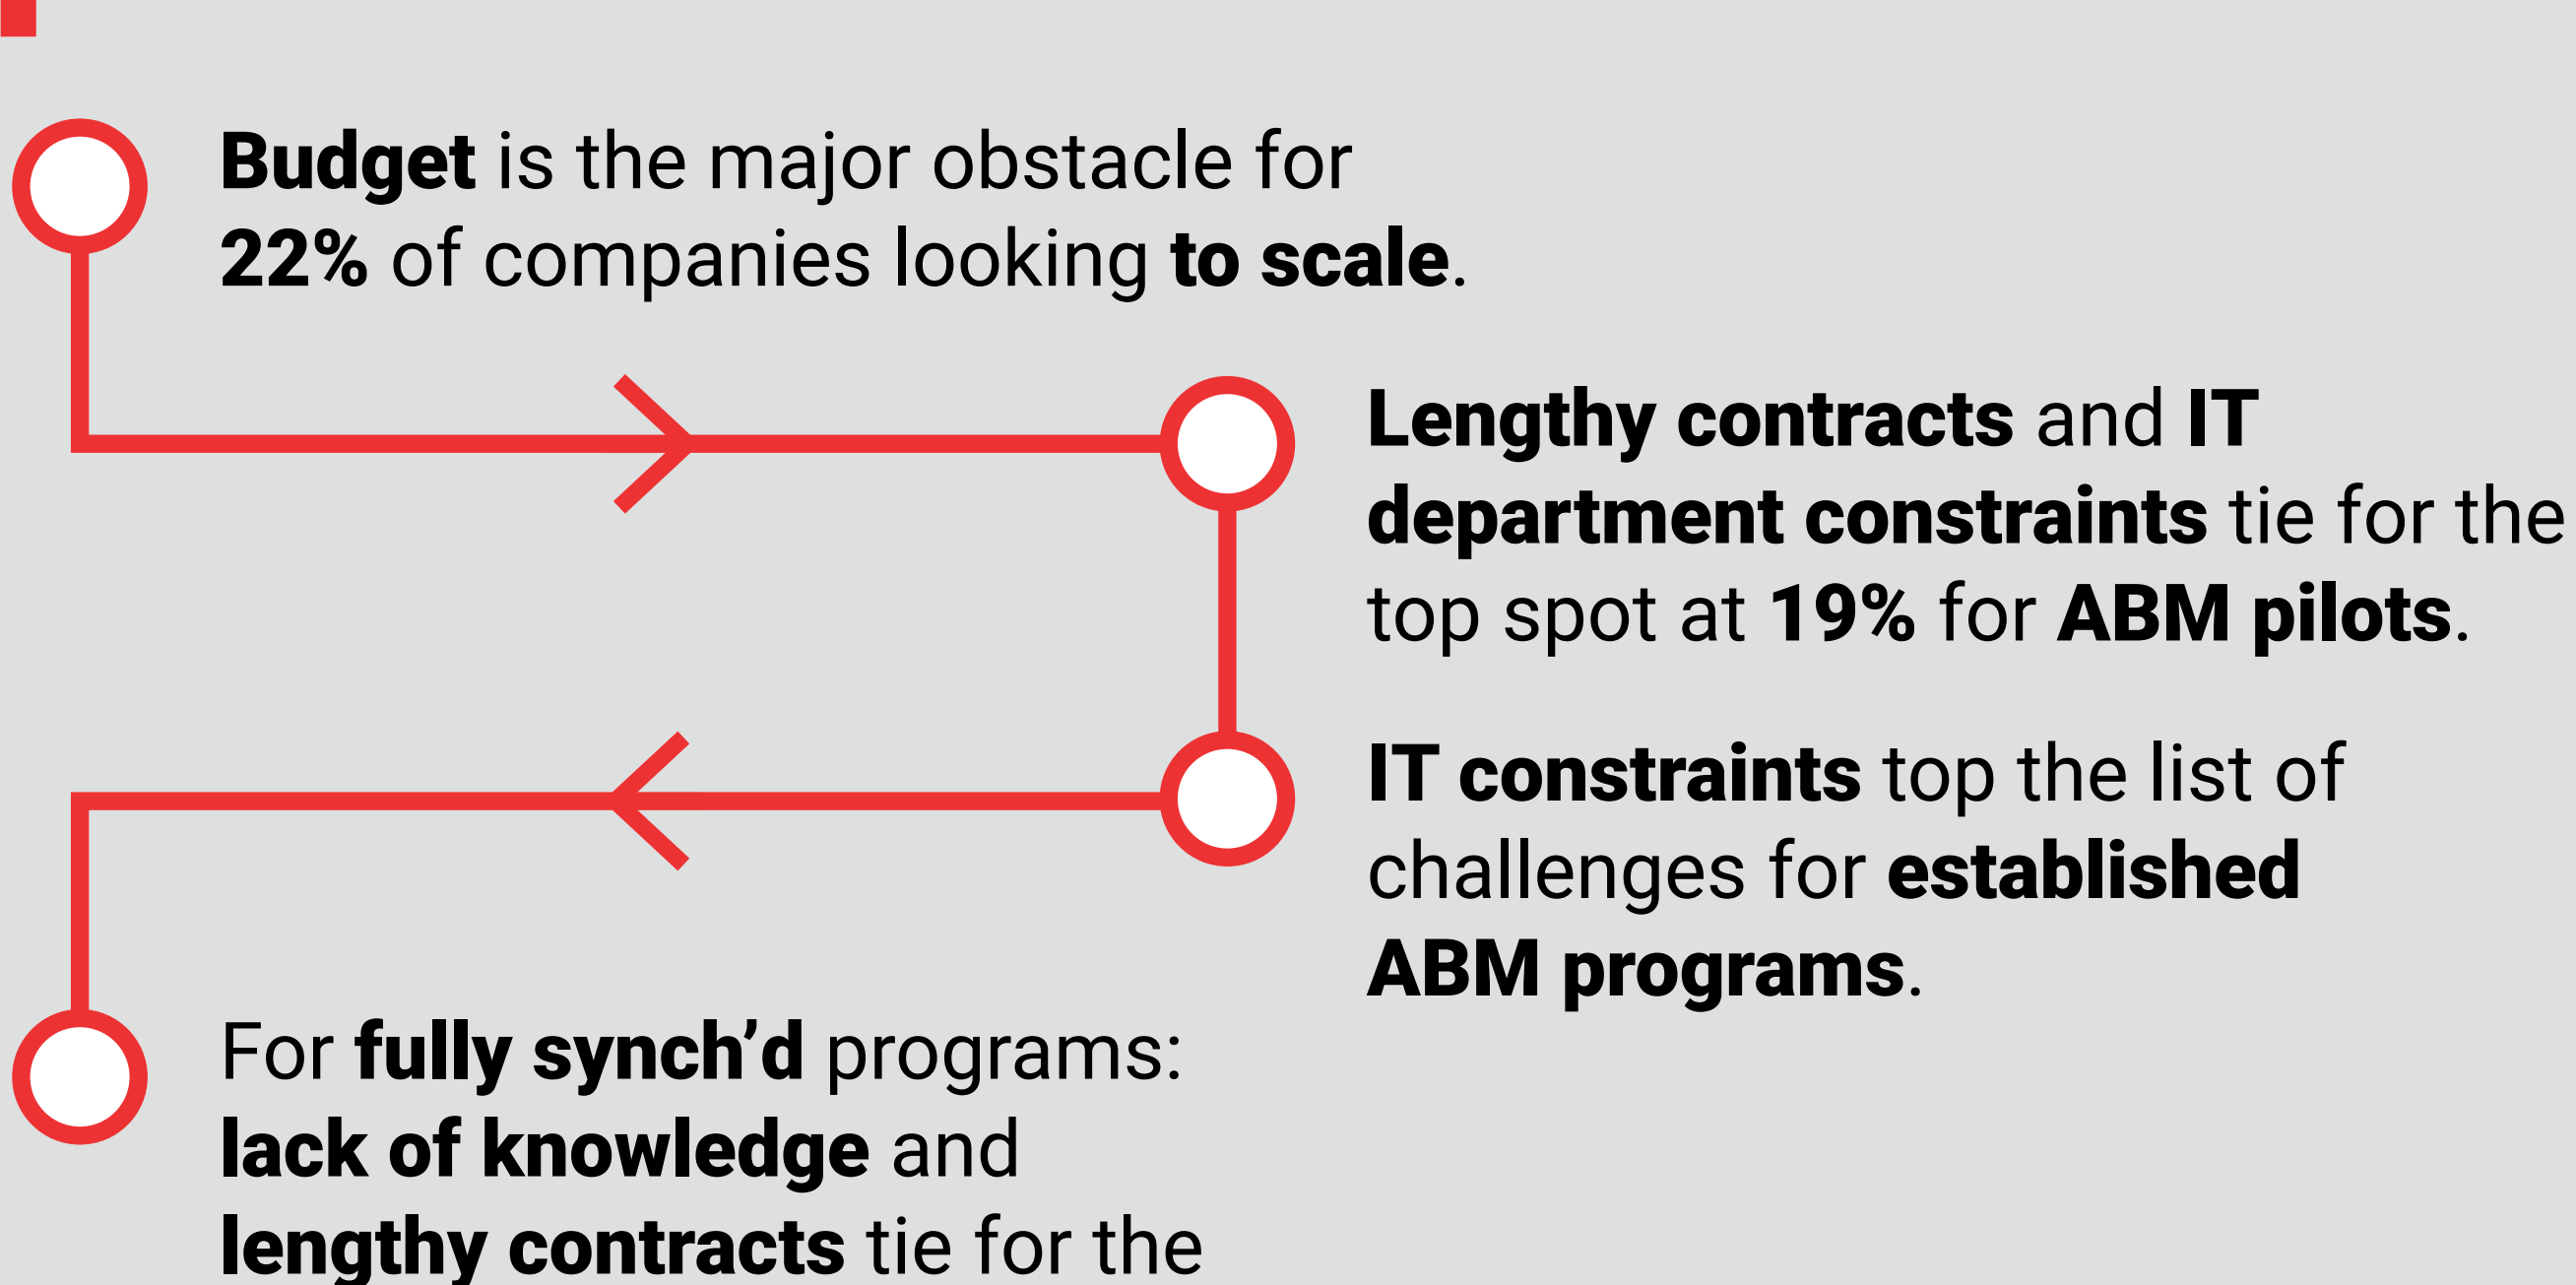 Budget is the major obstacle for
22% of companies looking to scale.
Lengthy contracts and IT
department constraints tie for the
top spot at 19% for ABM pilots.
IT constraints top the list of
challenges for established
ABM programs.
For fully synch’d programs:
lack of knowledge and
lengthy contracts tie for the